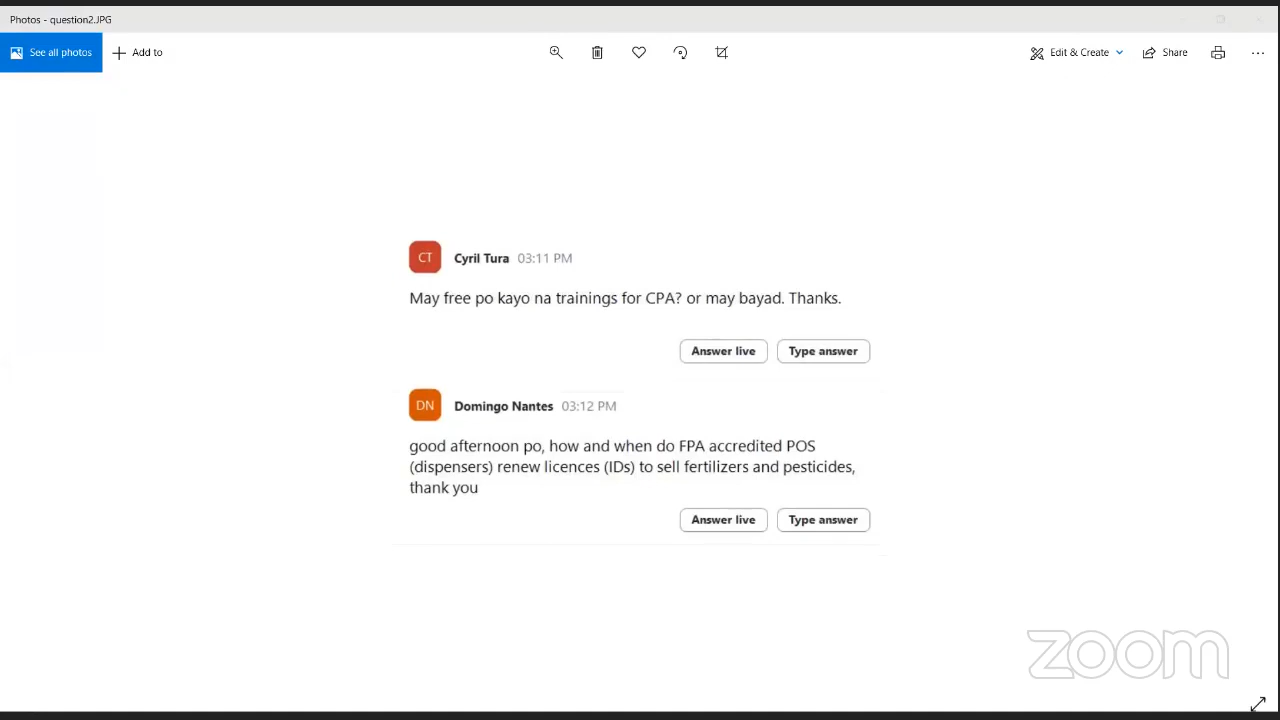 Photos - question2.JPG
See all photos
Add to
Edit & Create
Share
CT
Cyril Tura 03:11 PM
May free po kayo na trainings for CPA? or may bayad. Thanks.
Answer live
Type answer
DN
Domingo Nantes 03:12 PM
good afternoon po, how and when do FPA accredited POS
(dispensers) renew licences (IDs) to sell fertilizers and pesticides,
thank you
Answer live
Type answer
zoom